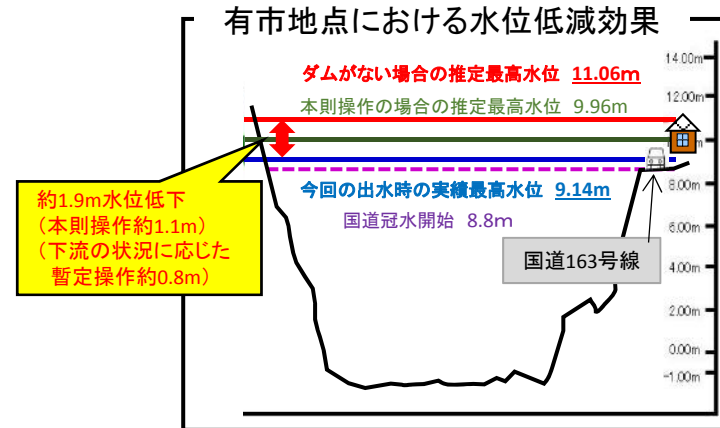 有市地点における水位低減効果
ダムがない場合の推定最高水位 11.06m
本則操作の場合の推定最高水位 9.96m
今回の出水時の実績最高水位 9.14m
国道冠水開始 8.8m
約1.9m水位低下
（本則操作約1.1m）
（下流の状況に応じた
暫定操作約0.8m）
国道163号線
14.00m
12.00m
8.00m
6.00m
4.00m
2.00m
0.00m
-1.00m